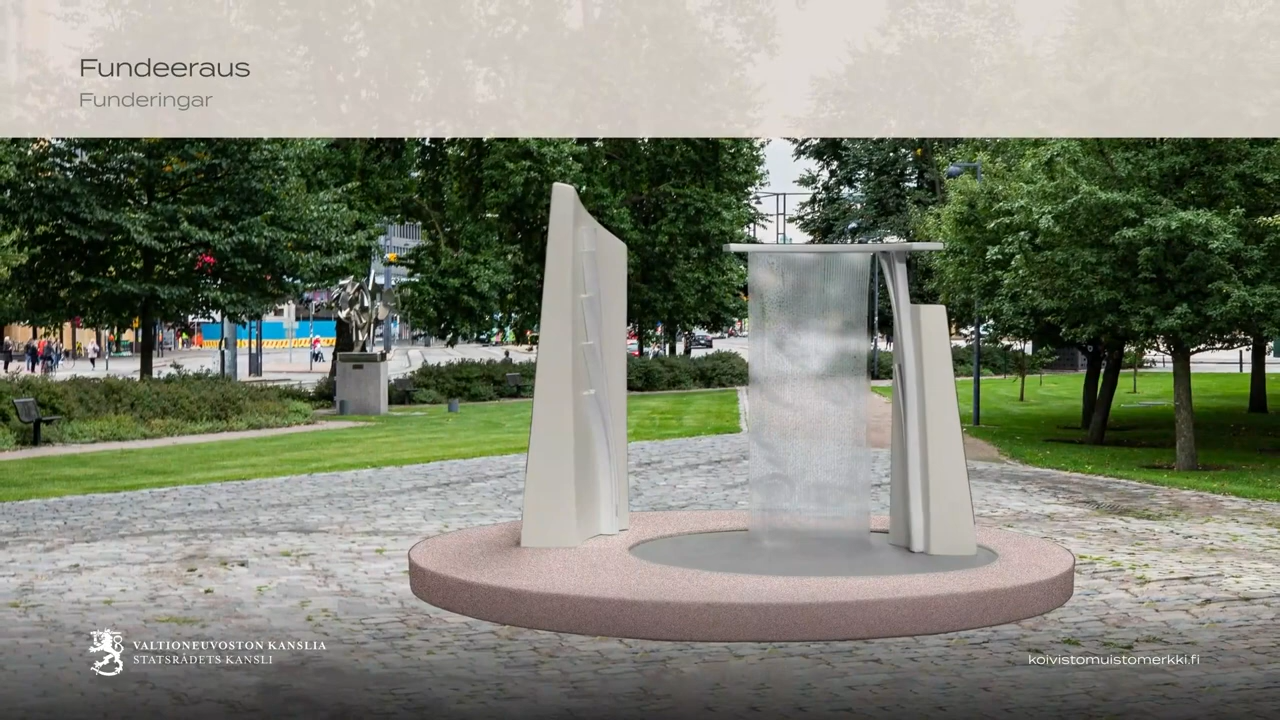 Fundeeraus
Funderingar
VALTIONEUVOSTON KANSLIA
STATSRÅDETS KANSLI
koivistomuistomerkki.fi